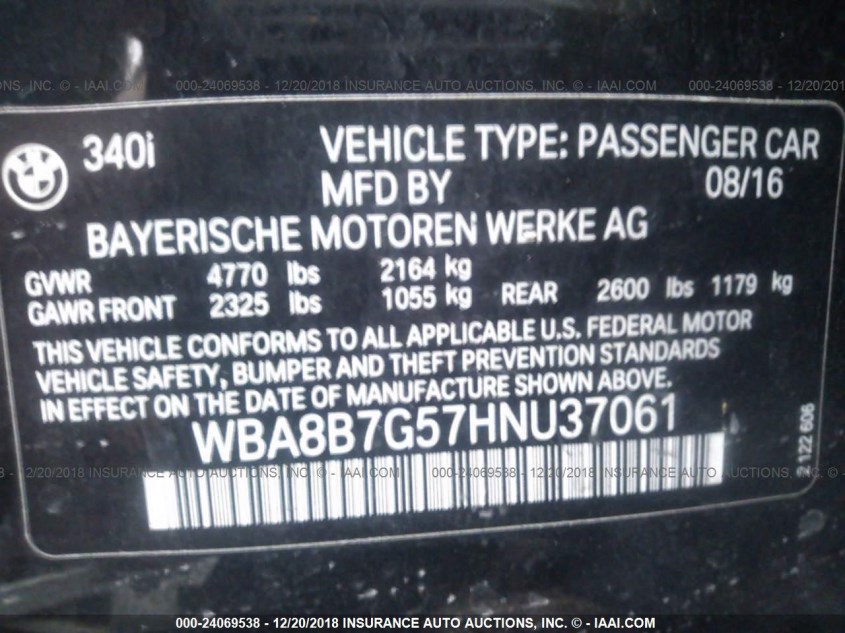 000-24069538 - 12/20/2018 INSURANCE AUTO AUCTIONS, INC. © - IAAI.COM
340i
VEHICLE TYPE: PASSENGER CAR
MFD BY 08/16
BAYERISCHE MOTOREN WERKE AG
GVWR 4770 lbs 2164 kg
GAWR FRONT 2325 lbs 1055 kg REAR 2600 lbs 1179 kg
THIS VEHICLE CONFORMS TO ALL APPLICABLE U.S. FEDERAL MOTOR
VEHICLE SAFETY, BUMPER AND THEFT PREVENTION STANDARDS
IN EFFECT ON THE DATE OF MANUFACTURE SHOWN ABOVE.
WBA8B7G57HNU37061
2122 606
000-24069538 - 12/20/2018 INSURANCE AUTO AUCTIONS, INC. © - IAAI.COM
000-24069538 - 12/20/2018 INSURANCE AUTO AUCTIONS, INC. © - IAAI.COM